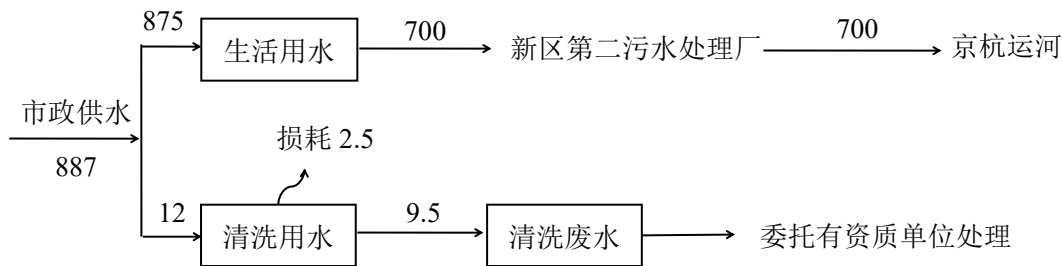 875
生活用水
700
新区第二污水处理厂
700
京杭运河
市政供水
887
损耗 2.5
12
清洗用水
9.5
清洗废水
委托有资质单位处理